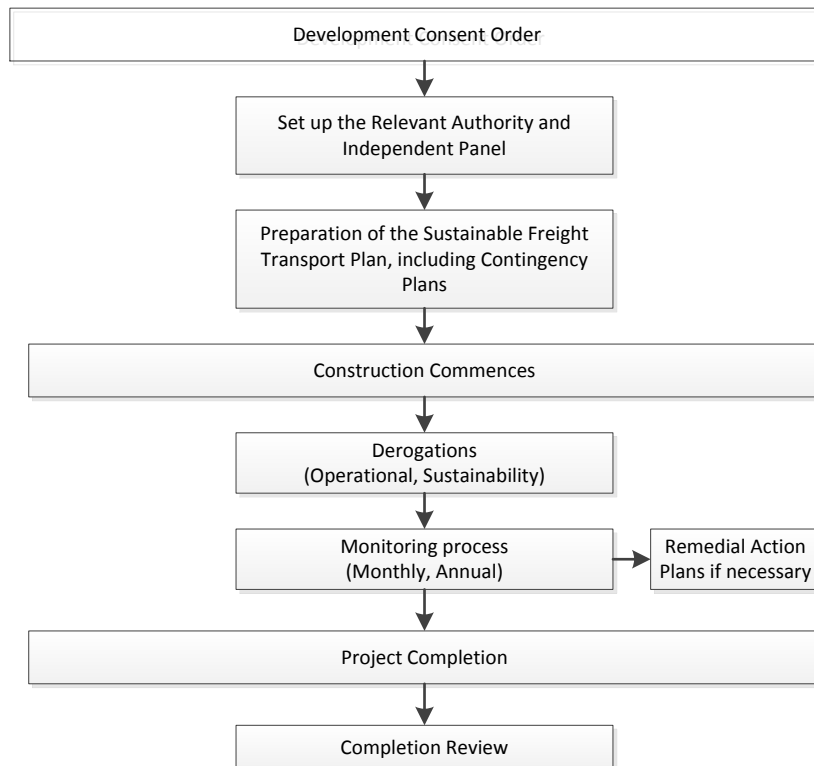 Development Consent Order
Set up the Relevant Authority and
Independent Panel
Preparation of the Sustainable Freight
Transport Plan, including Contingency
Plans
Construction Commences
Derogations
(Operational, Sustainability)
Monitoring process
(Monthly, Annual)
Remedial Action
Plans if necessary
Project Completion
Completion Review